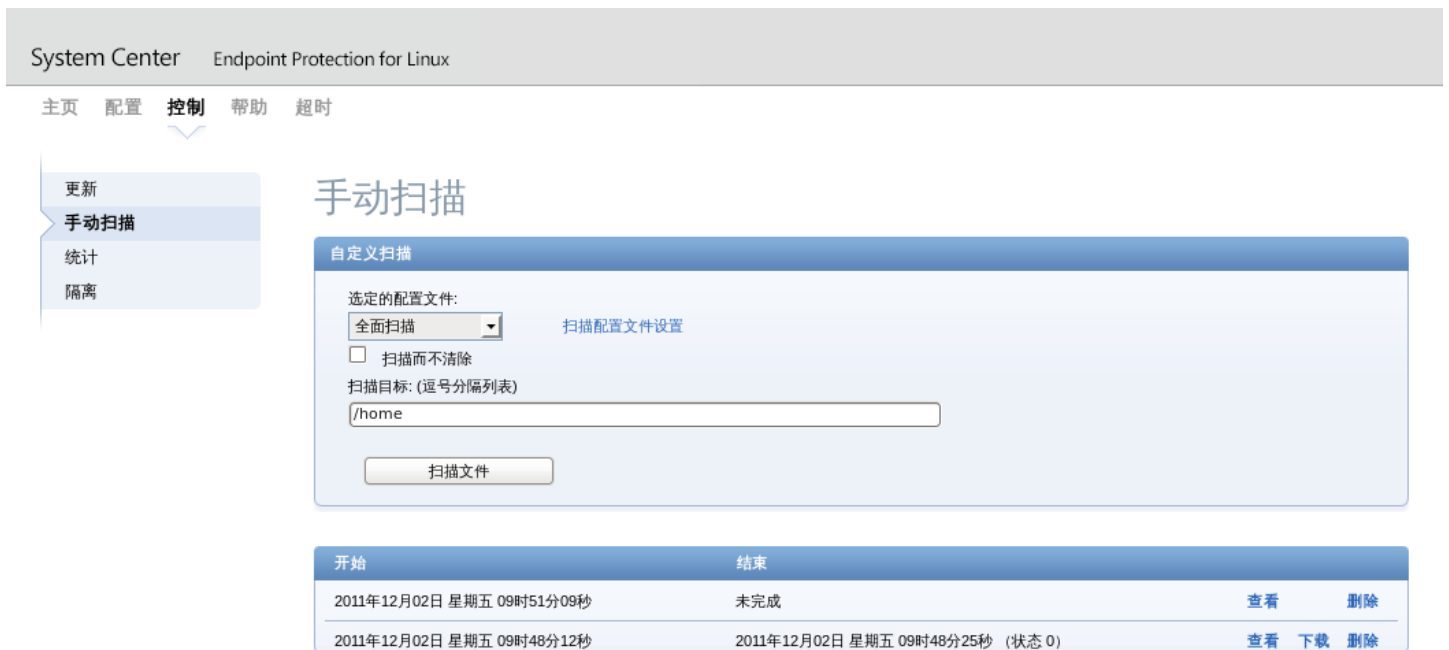 System Center Endpoint Protection for Linux
主页 配置 控制 帮助 超时
更新
手动扫描
统计
隔离
手动扫描
自定义扫描
选定的配置文件:
全面扫描 扫描配置文件设置
扫描而不清除
扫描目标: (逗号分隔列表)
/home
扫描文件
开始 结束
2011年12月02日 星期五 09时51分09秒 未完成 查看 删除
2011年12月02日 星期五 09时48分12秒 2011年12月02日 星期五 09时48分25秒 （状态 0） 查看 下载 删除